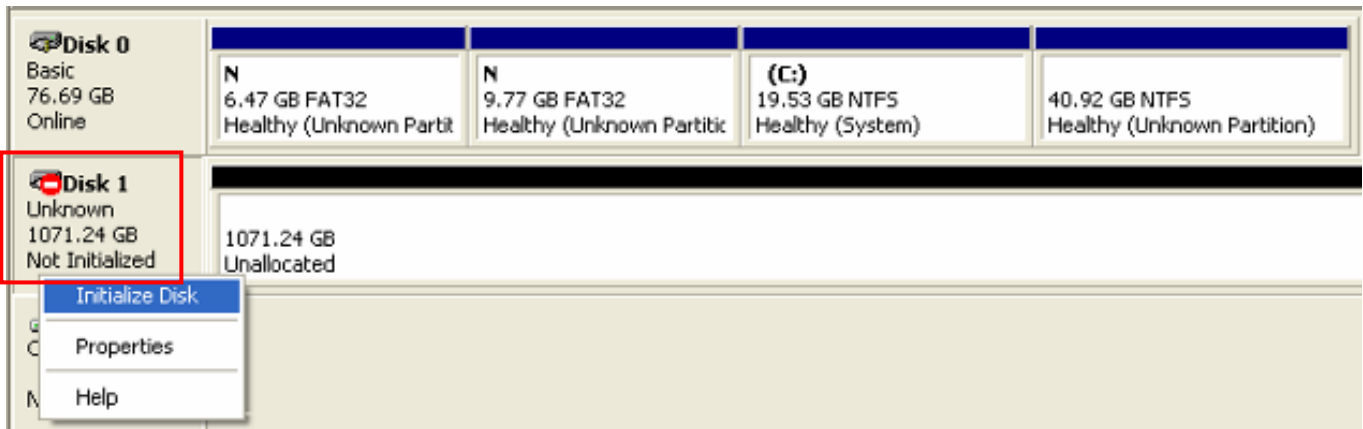 Disk 0
Basic
76.69 GB
Online
N
6.47 GB FAT32
Healthy (Unknown Partit
N
9.77 GB FAT32
Healthy (Unknown Partitic
(C:)
19.53 GB NTFS
Healthy (System)
40.92 GB NTFS
Healthy (Unknown Partition)
Disk 1
Unknown
1071.24 GB
Not Initialized
1071.24 GB
Unallocated
Initialize Disk
Properties
Help